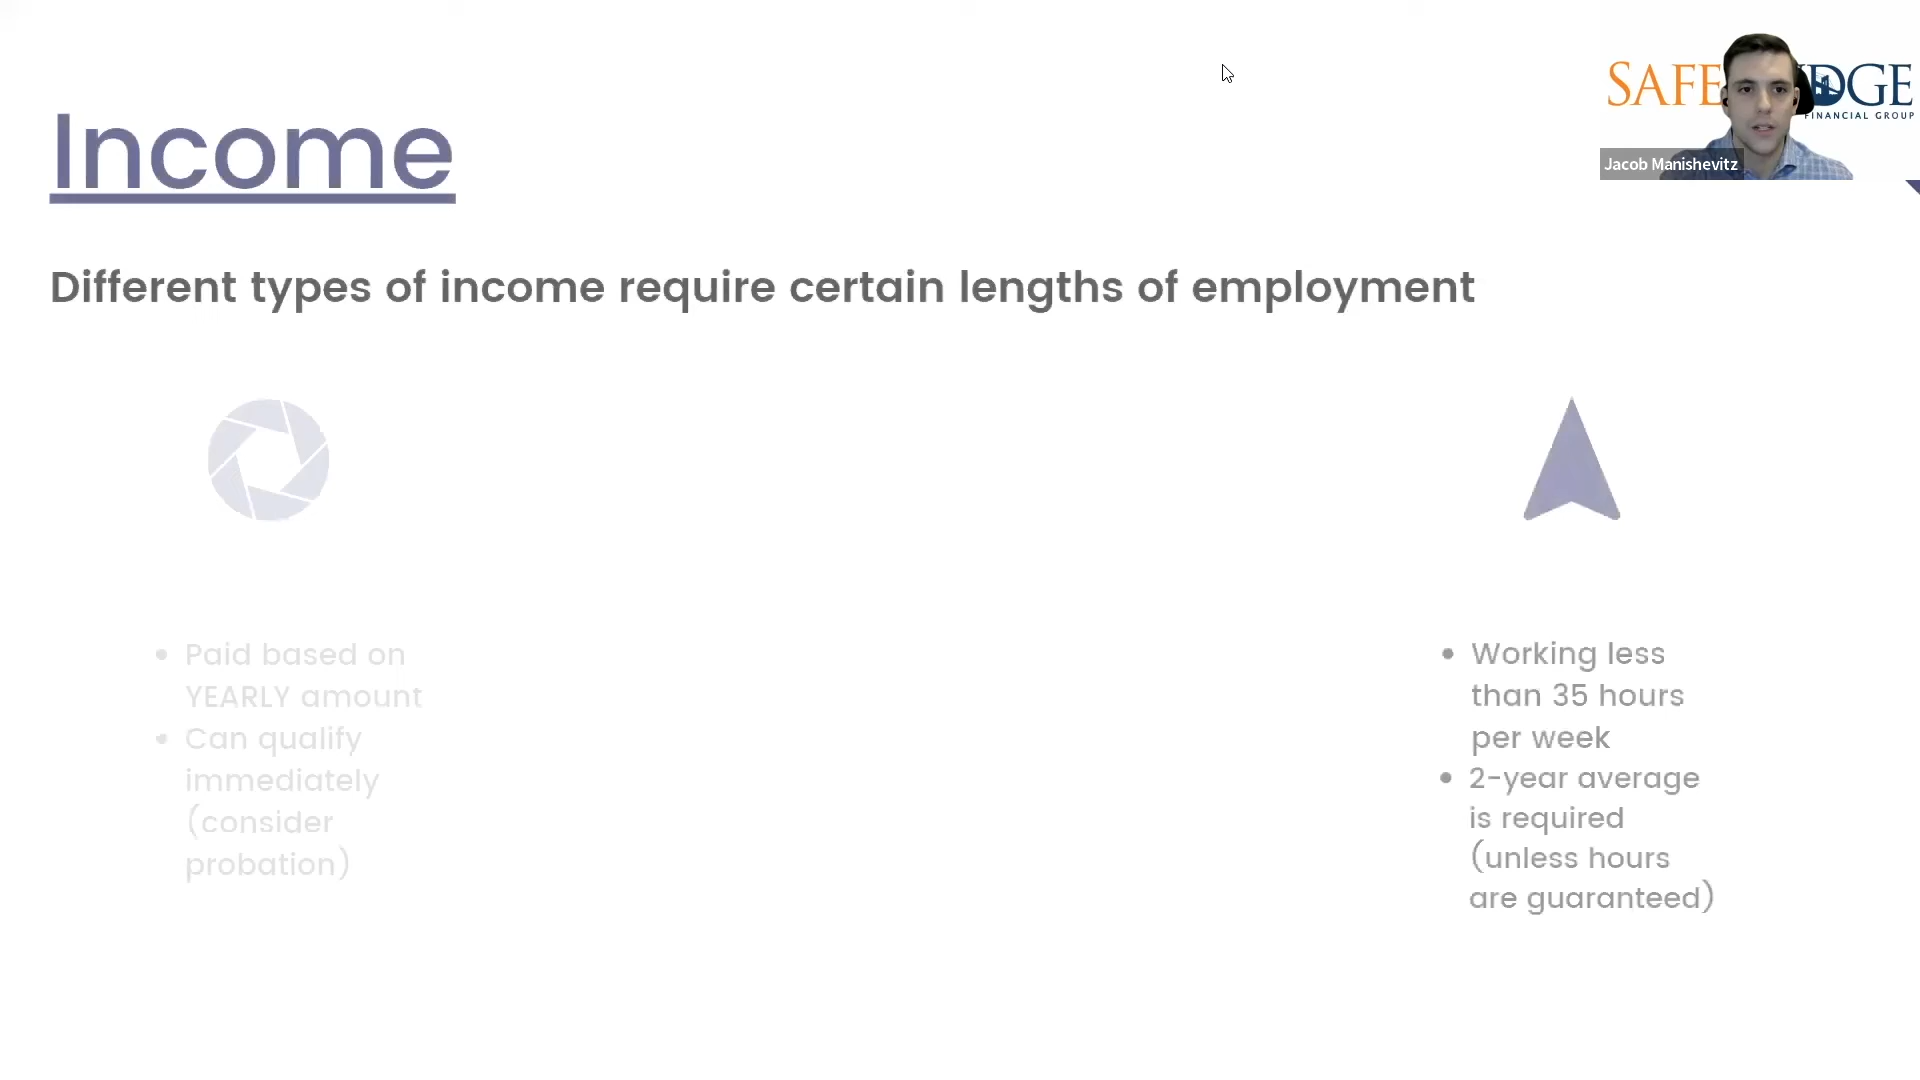 SAFE DGE
FINANCIAL GROUP
Jacob Manishevitz
Income
Different types of income require certain lengths of employment
• Paid based on
YEARLY amount
• Can qualify
immediately
(consider
probation)
• Working less
than 35 hours
per week
• 2-year average
is required
(unless hours
are guaranteed)